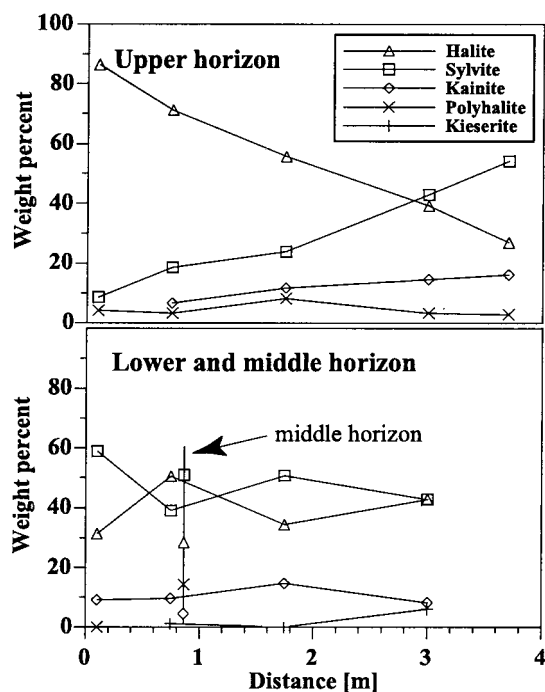 Upper horizon
Halite
Sylvite
Kainite
Polyhalite
Kieserite
Weight percent
100
80
60
40
20
0
Lower and middle horizon
middle horizon
Weight percent
80
60
40
20
0
0
1
2
3
4
Distance [m]